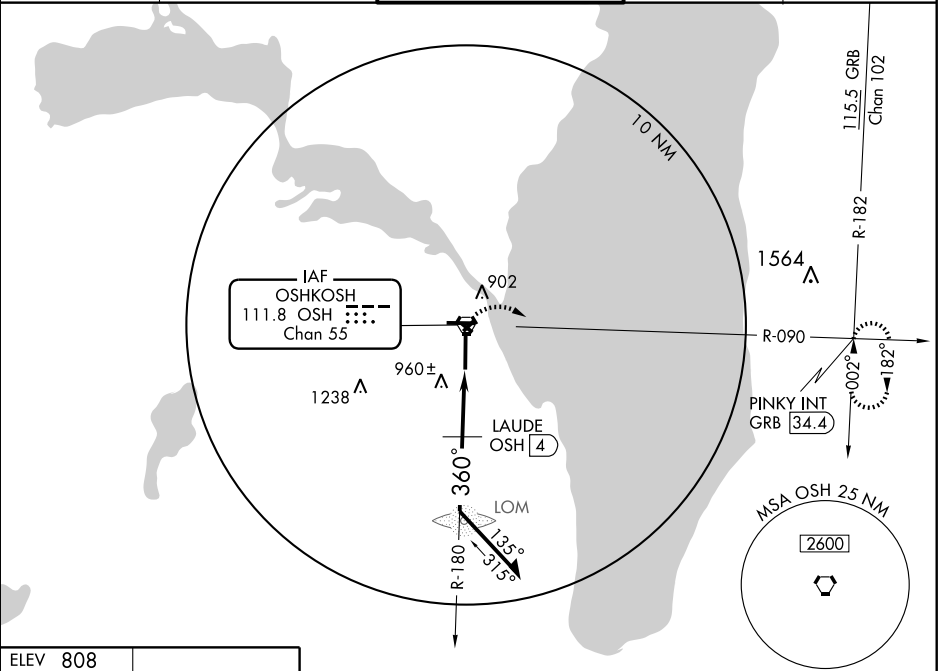 115.5 GRB
Chan 102
10 NM
R-182
1564
IAF
OSHKOSH
111.8 OSH
Chan 55
902
R-090
960±
1238
002°
182°
PINKY INT
GRB 34.4
LAUDE
OSH 4
360°
LOM
135°
315°
R-180
MSA OSH 25 NM
2600
ELEV 808